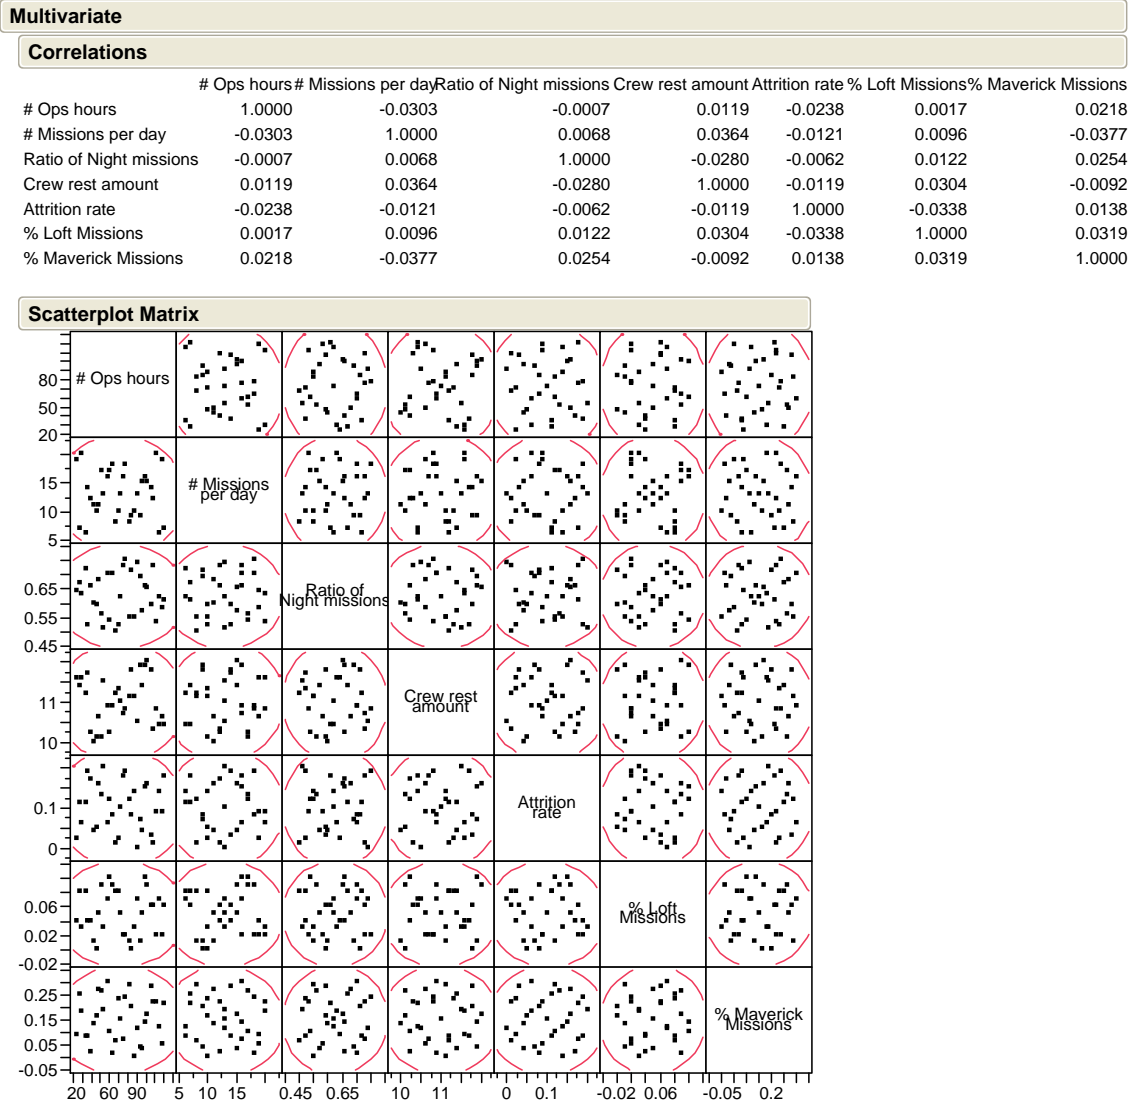 Multivariate
Correlations
# Ops hours # Missions per day Ratio of Night missions Crew rest amount Attrition rate % Loft Missions % Maverick Missions
# Ops hours 1.0000 -0.0303 -0.0007 0.0119 -0.0238 0.0017 0.0218
# Missions per day -0.0303 1.0000 0.0068 0.0364 -0.0121 0.0096 -0.0377
Ratio of Night missions -0.0007 0.0068 1.0000 -0.0280 -0.0062 0.0122 0.0254
Crew rest amount 0.0119 0.0364 -0.0280 1.0000 -0.0119 0.0304 -0.0092
Attrition rate -0.0238 -0.0121 -0.0062 -0.0119 1.0000 -0.0338 0.0138
% Loft Missions 0.0017 0.0096 0.0122 0.0304 -0.0338 1.0000 0.0319
% Maverick Missions 0.0218 -0.0377 0.0254 -0.0092 0.0138 0.0319 1.0000
Scatterplot Matrix
80
# Ops hours
50
20
15
# Missions
per day
10
5
0.65
Ratio of
Night missions
0.55
0.45
11
Crew rest
amount
10
0.1
Attrition
rate
0
0.06
% Loft
Missions
0.02
-0.02
0.25
0.15
% Maverick
Missions
0.05
-0.05
20 60 90 5 10 15 0.45 0.65 10 11 0 0.1 -0.02 0.06 -0.05 0.2